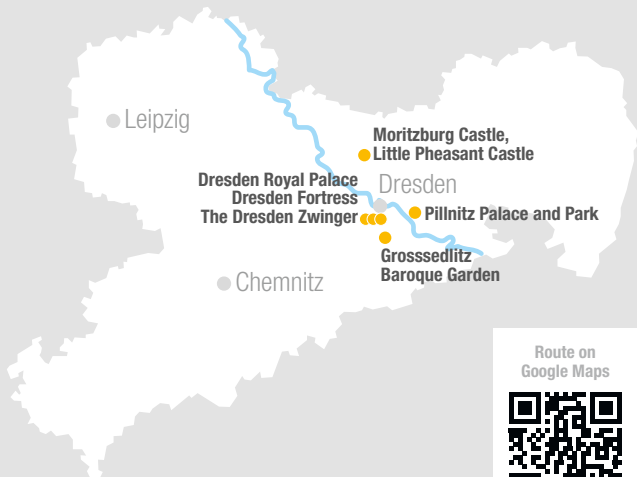 Leipzig
Moritzburg Castle,
Little Pheasant Castle
Dresden Royal Palace
Dresden Fortress
The Dresden Zwinger
Dresden
Pillnitz Palace and Park
Grosssedlitz
Baroque Garden
Chemnitz
Route on
Google Maps